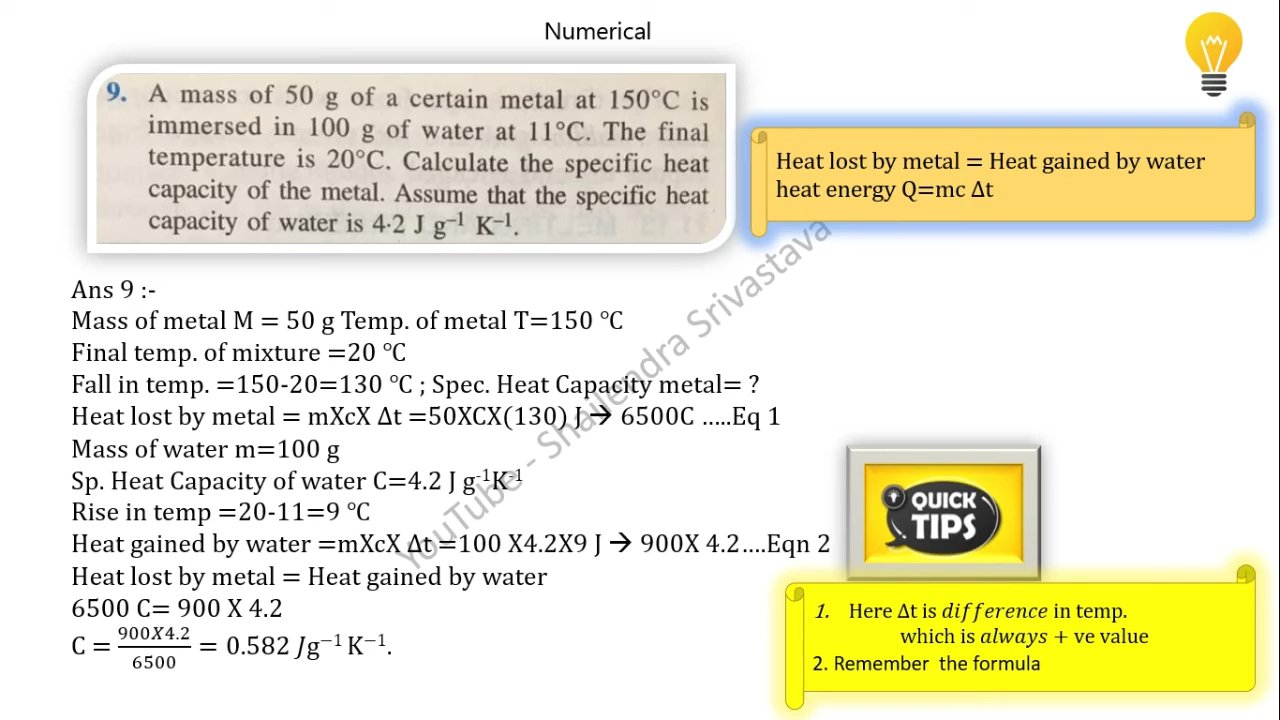 Numerical
9. A mass of 50 g of a certain metal at 150°C is
immersed in 100 g of water at 11°C. The final
temperature is 20°C. Calculate the specific heat
capacity of the metal. Assume that the specific heat
capacity of water is 4·2 J g⁻¹ K⁻¹.
Heat lost by metal = Heat gained by water
heat energy Q=mc Δt
Ans 9 :-
Mass of metal M = 50 g Temp. of metal T=150 °C
Final temp. of mixture =20 °C
Fall in temp. =150-20=130 °C ; Spec. Heat Capacity metal= ?
Heat lost by metal = mXcX Δt =50XCX(130) J → 6500C .....Eq 1
Mass of water m=100 g
Sp. Heat Capacity of water C=4.2 J g⁻¹K⁻¹
Rise in temp =20-11=9 °C
Heat gained by water =mXcX Δt =100 X4.2X9 J → 900X 4.2....Eqn 2
Heat lost by metal = Heat gained by water
6500 C= 900 X 4.2
C = 900X4.2/6500 = 0.582 Jg⁻¹ K⁻¹.
YouTube - Shailendra Srivastava
QUICK
TIPS
1. Here Δt is difference in temp.
which is always + ve value
2. Remember the formula